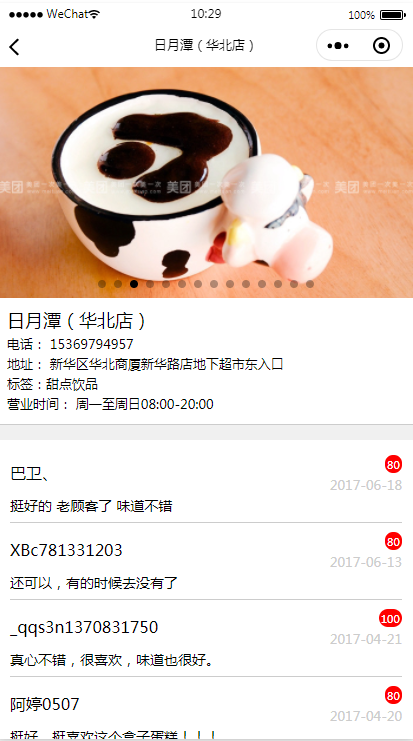 WeChat
10:29
100%
日月潭（华北店）
美团
美团
美团
日月潭（华北店）
电话： 15369794957
地址： 新华区华北商厦新华路店地下超市东入口
标签：甜点饮品
营业时间： 周一至周日08:00-20:00
80
巴卫、
2017-06-18
挺好的 老顾客了 味道不错
80
XBc781331203
2017-06-13
还可以，有的时候去没有了
100
_qqs3n1370831750
2017-04-21
真心不错，很喜欢，味道也很好。
80
阿婷0507
2017-04-20
挺好，挺喜欢这个盒子蛋糕！！！